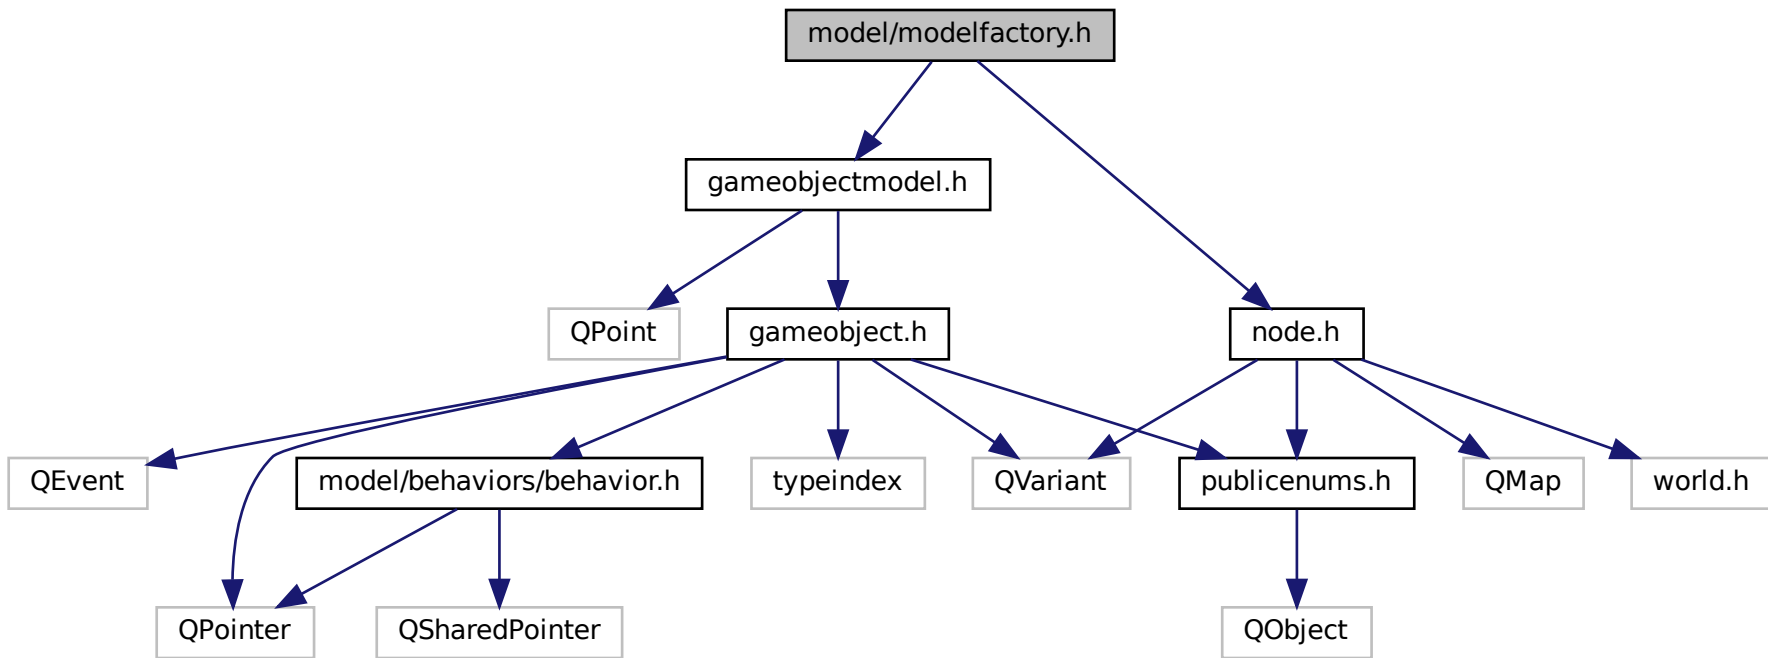 model/modelfactory.h
gameobjectmodel.h
QPoint
gameobject.h
node.h
QEvent
model/behaviors/behavior.h
typeindex
QVariant
publicenums.h
QMap
world.h
QPointer
QSharedPointer
QObject